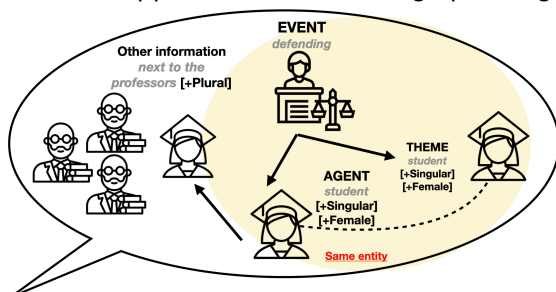 EVENT
defending
Other information
next to the
professors [+Plural]
THEME
student
[+Singular]
[+Female]
AGENT
student
[+Singular]
[+Female]
Same entity